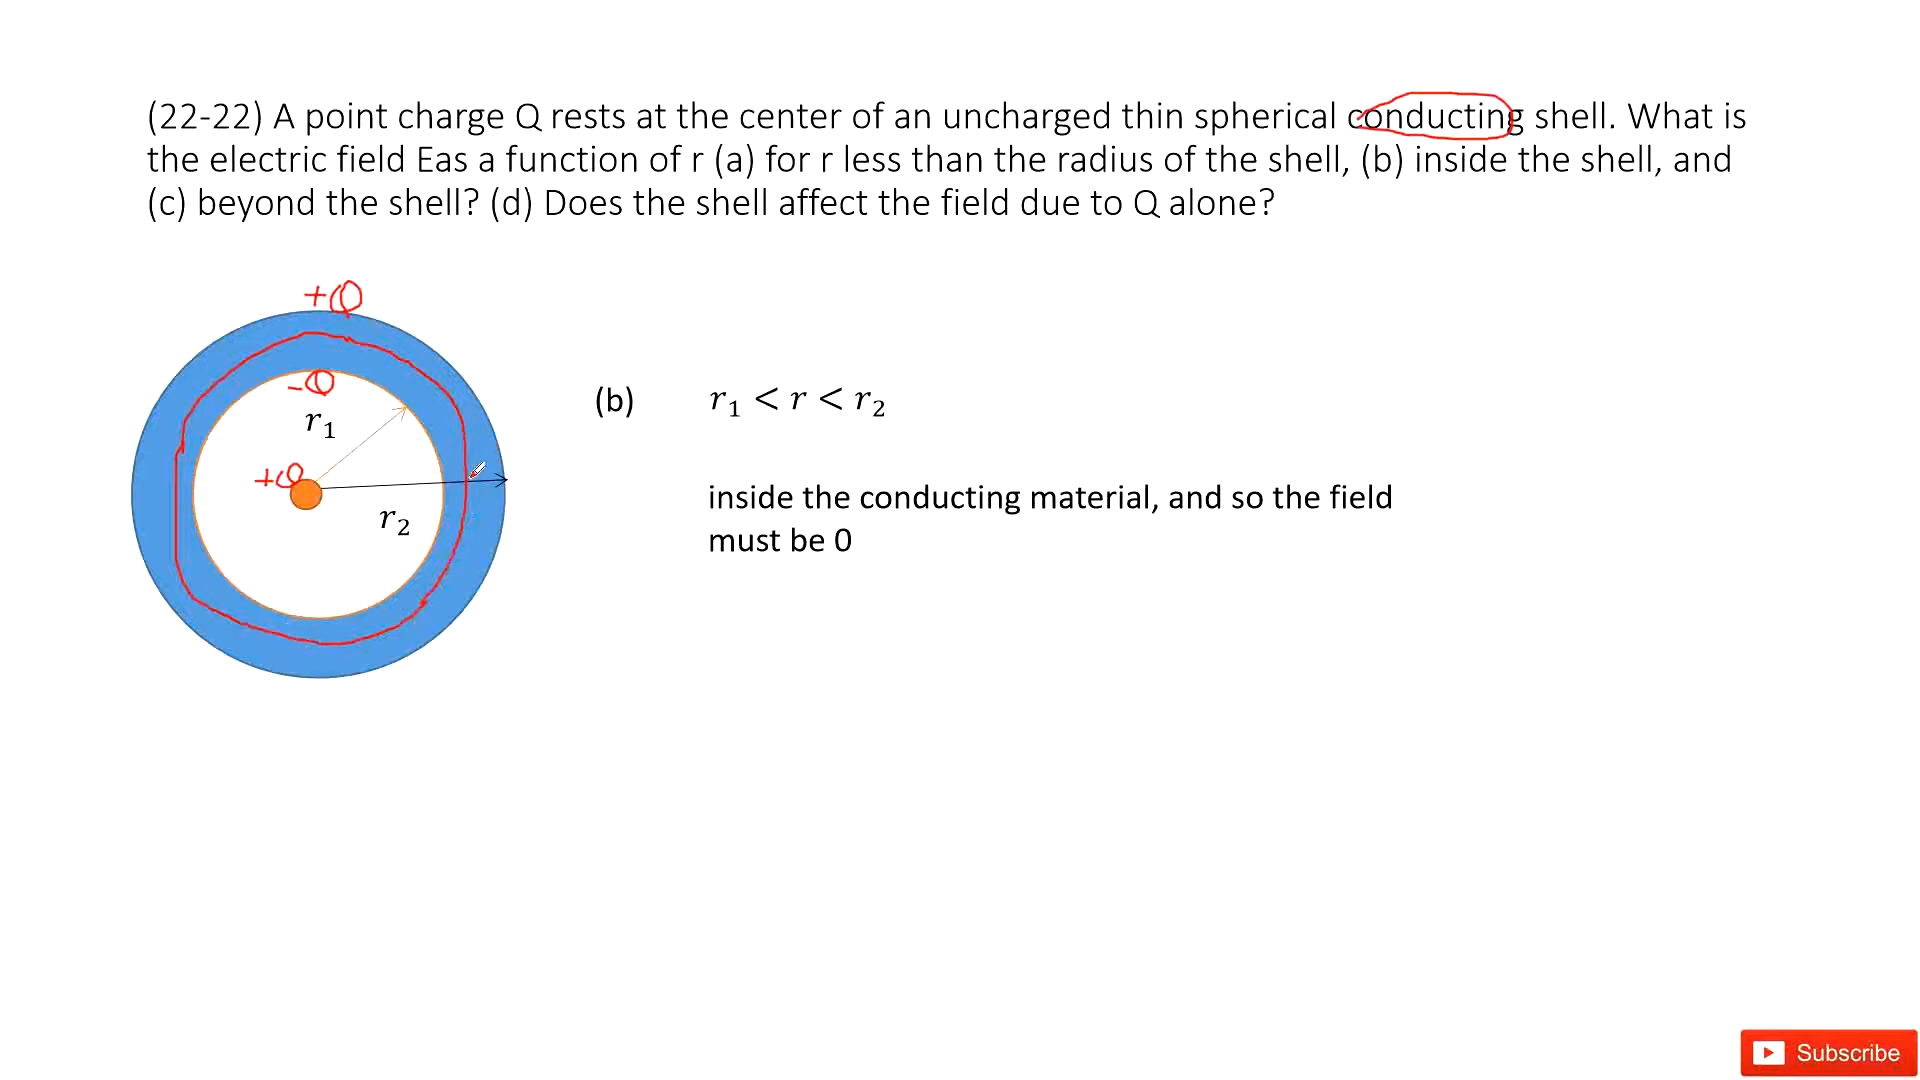 (22-22) A point charge Q rests at the center of an uncharged thin spherical conducting shell. What is
the electric field Eas a function of r (a) for r less than the radius of the shell, (b) inside the shell, and
(c) beyond the shell? (d) Does the shell affect the field due to Q alone?
+Q
-Q
r₁
+Q
r₂
(b) r₁ < r < r₂
inside the conducting material, and so the field
must be 0
Subscribe